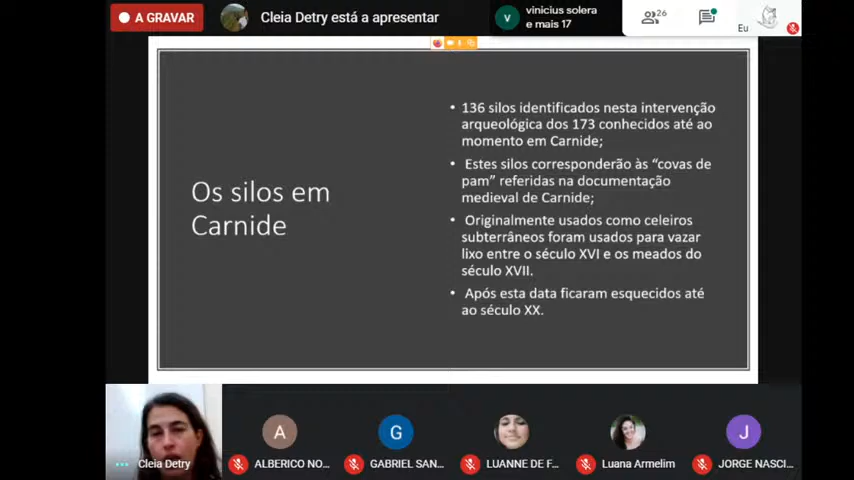 A GRAVAR
Cleia Detry está a apresentar
v
vinicius solera
e mais 17
26
Eu
Os silos em
Carnide
• 136 silos identificados nesta intervenção
arqueológica dos 173 conhecidos até ao
momento em Carnide;
• Estes silos corresponderão às “covas de
pam” referidas na documentação
medieval de Carnide;
• Originalmente usados como celeiros
subterrâneos foram usados para vazar
lixo entre o século XVI e os meados do
século XVII.
• Após esta data ficaram esquecidos até
ao século XX.
A
G
J
Cleia Detry
ALBERICO NO...
GABRIEL SAN...
LUANNE DE F...
Luana Armelim
JORGE NASCI...